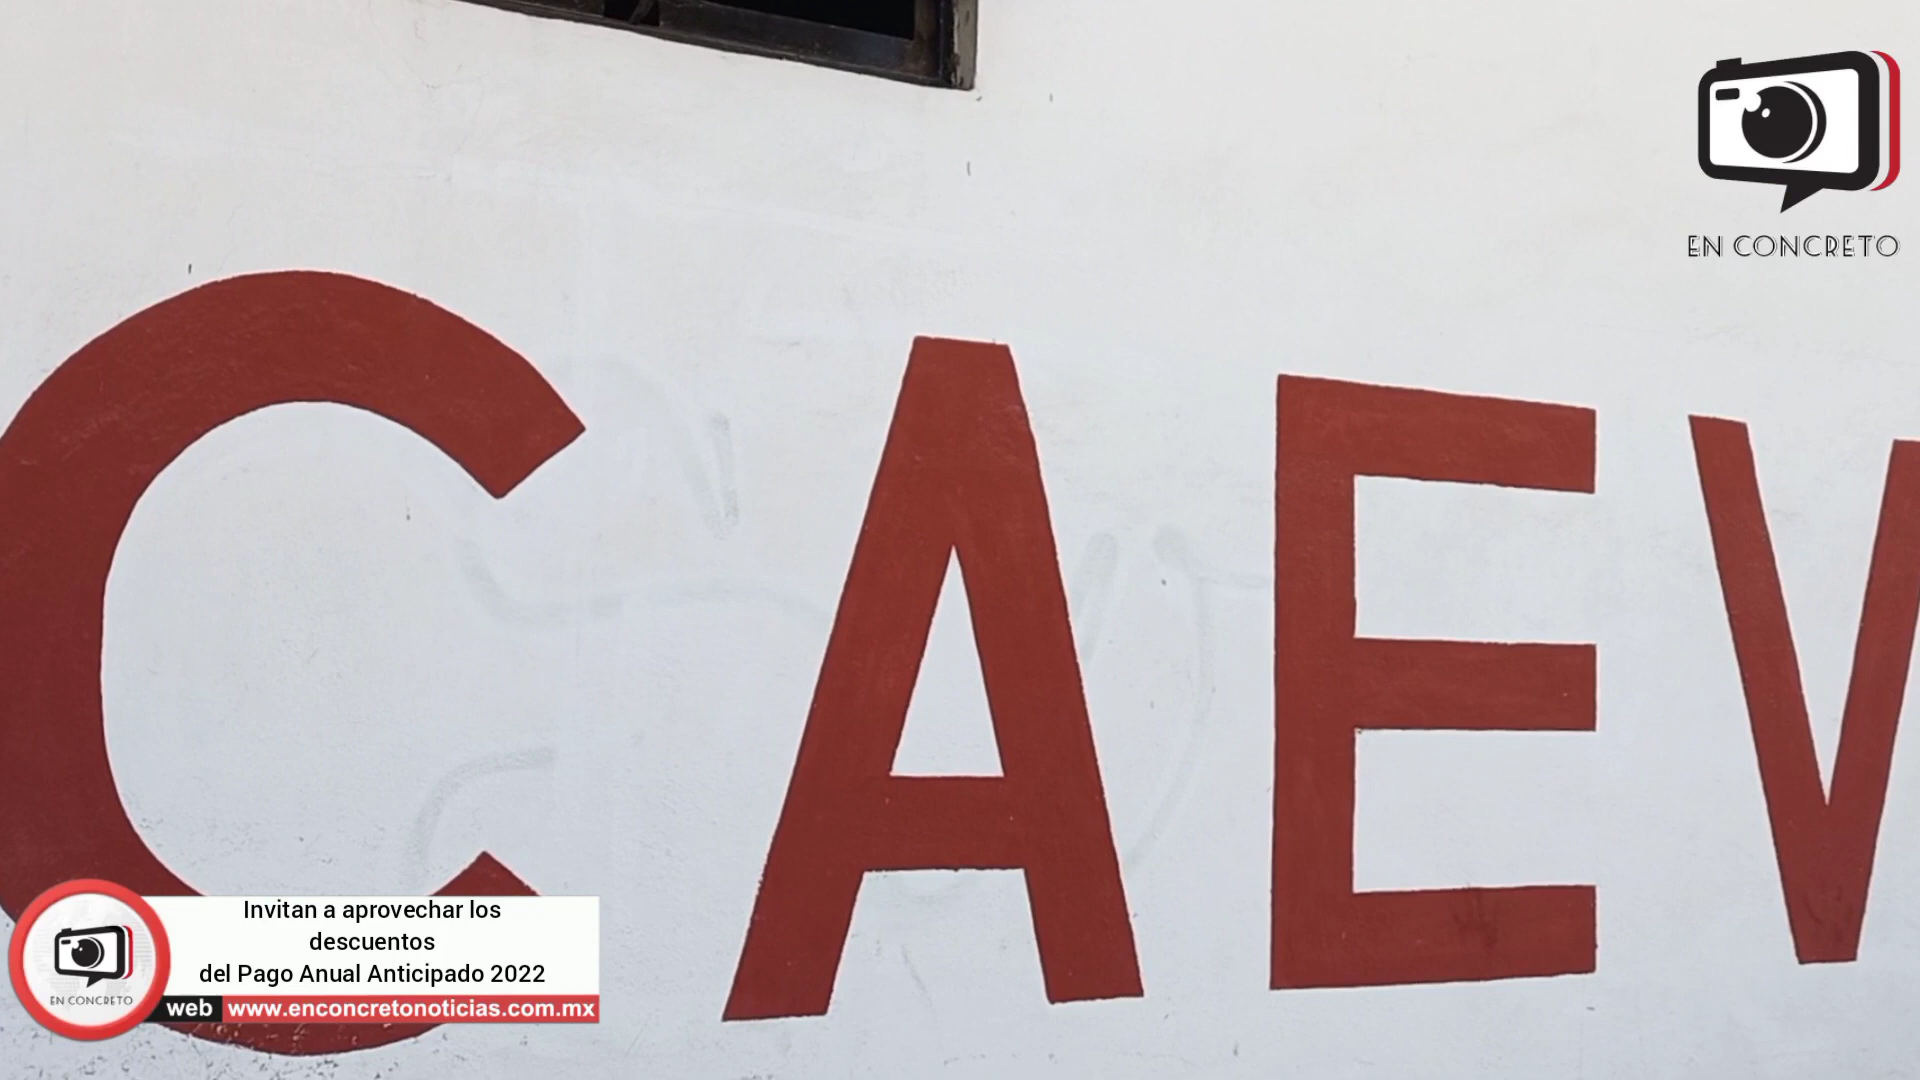 EN CONCRETO
CAEV
Invitan a aprovechar los
descuentos
del Pago Anual Anticipado 2022
EN CONCRETO
web www.enconcretonoticias.com.mx